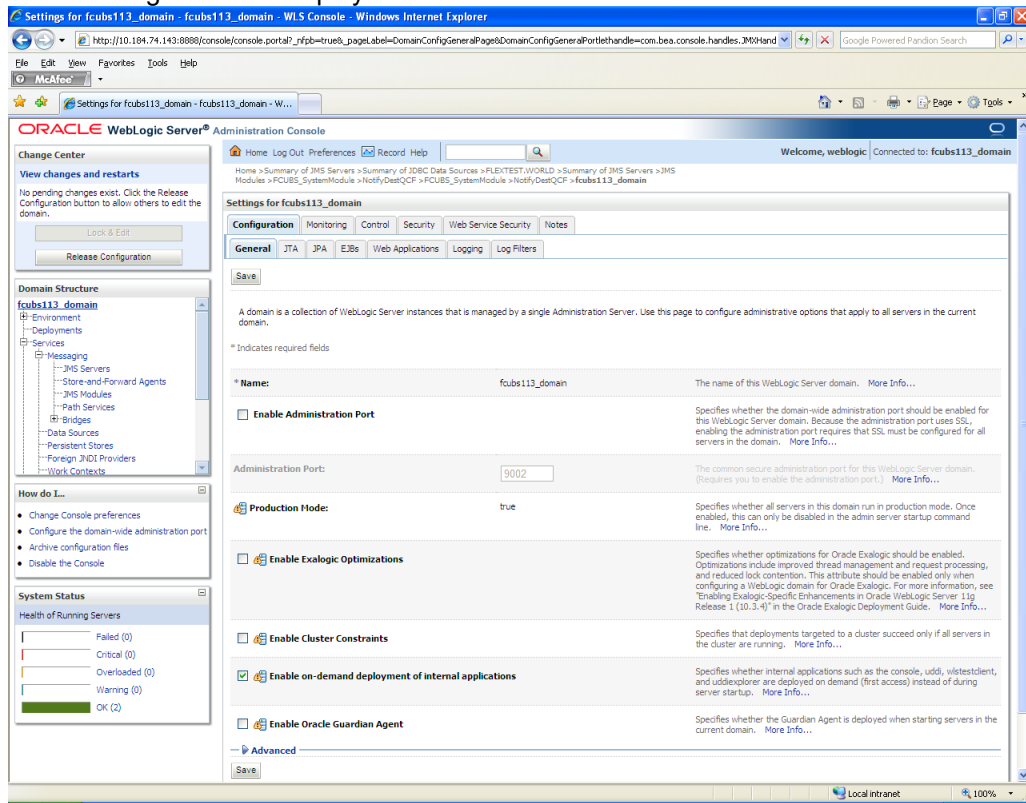 Settings for fcubs113_domain - fcubs113_domain - WLS Console - Windows Internet Explorer
http://10.184.74.143:8888/console/console.portal?_nfpb=true&_pageLabel=DomainConfigGeneralPage&DomainConfigGeneralPortlethandle=com.bea.console.handles.JMXHand
Google Powered Pandion Search
File Edit View Favorites Tools Help
McAfee
Settings for fcubs113_domain - fcubs113_domain - W...
Page Tools
ORACLE WebLogic Server® Administration Console
Change Center
View changes and restarts
No pending changes exist. Click the Release
Configuration button to allow others to edit the
domain.
Lock & Edit
Release Configuration
Domain Structure
fcubs113_domain
Environment
Deployments
Services
Messaging
JMS Servers
Store-and-Forward Agents
JMS Modules
Path Services
Bridges
Data Sources
Persistent Stores
Foreign JNDI Providers
Work Contexts
How do I...
Change Console preferences
Configure the domain-wide administration port
Archive configuration files
Disable the Console
System Status
Health of Running Servers
Failed (0)
Critical (0)
Overloaded (0)
Warning (0)
OK (2)
Home Log Out Preferences Record Help
Welcome, weblogic Connected to: fcubs113_domain
Home >Summary of JMS Servers >Summary of JDBC Data Sources >FLEXTEST.WORLD >Summary of JMS Servers >JMS
Modules >FCUBS_SystemModule >NotifyDestQCF >FCUBS_SystemModule >NotifyDestQCF >fcubs113_domain
Settings for fcubs113_domain
Configuration Monitoring Control Security Web Service Security Notes
General JTA JPA EJBs Web Applications Logging Log Filters
Save
A domain is a collection of WebLogic Server instances that is managed by a single Administration Server. Use this page to configure administrative options that apply to all servers in the current
domain.
* Indicates required fields
* Name: fcubs113_domain The name of this WebLogic Server domain. More Info...
Enable Administration Port
Specifies whether the domain-wide administration port should be enabled for
this WebLogic Server domain. Because the administration port uses SSL,
enabling the administration port requires that SSL must be configured for all
servers in the domain. More Info...
Administration Port: 9002
The common secure administration port for this WebLogic Server domain.
(Requires you to enable the administration port.) More Info...
Production Mode: true
Specifies whether all servers in this domain run in production mode. Once
enabled, this can only be disabled in the admin server startup command
line. More Info...
Enable Exalogic Optimizations
Specifies whether optimizations for Oracle Exalogic should be enabled.
Optimizations include improved thread management and request processing,
and reduced lock contention. This attribute should be enabled only when
configuring a WebLogic domain for Oracle Exalogic. For more information, see
"Enabling Exalogic-Specific Enhancements in Oracle WebLogic Server 11g
Release 1 (10.3.4)" in the Oracle Exalogic Deployment Guide. More Info...
Enable Cluster Constraints
Specifies that deployments targeted to a cluster succeed only if all servers in
the cluster are running. More Info...
Enable on-demand deployment of internal applications
Specifies whether internal applications such as the console, uddi, wlstestclient,
and uddiexplorer are deployed on demand (first access) instead of during
server startup. More Info...
Enable Oracle Guardian Agent
Specifies whether the Guardian Agent is deployed when starting servers in the
current domain. More Info...
Advanced
Save
Local intranet 100%